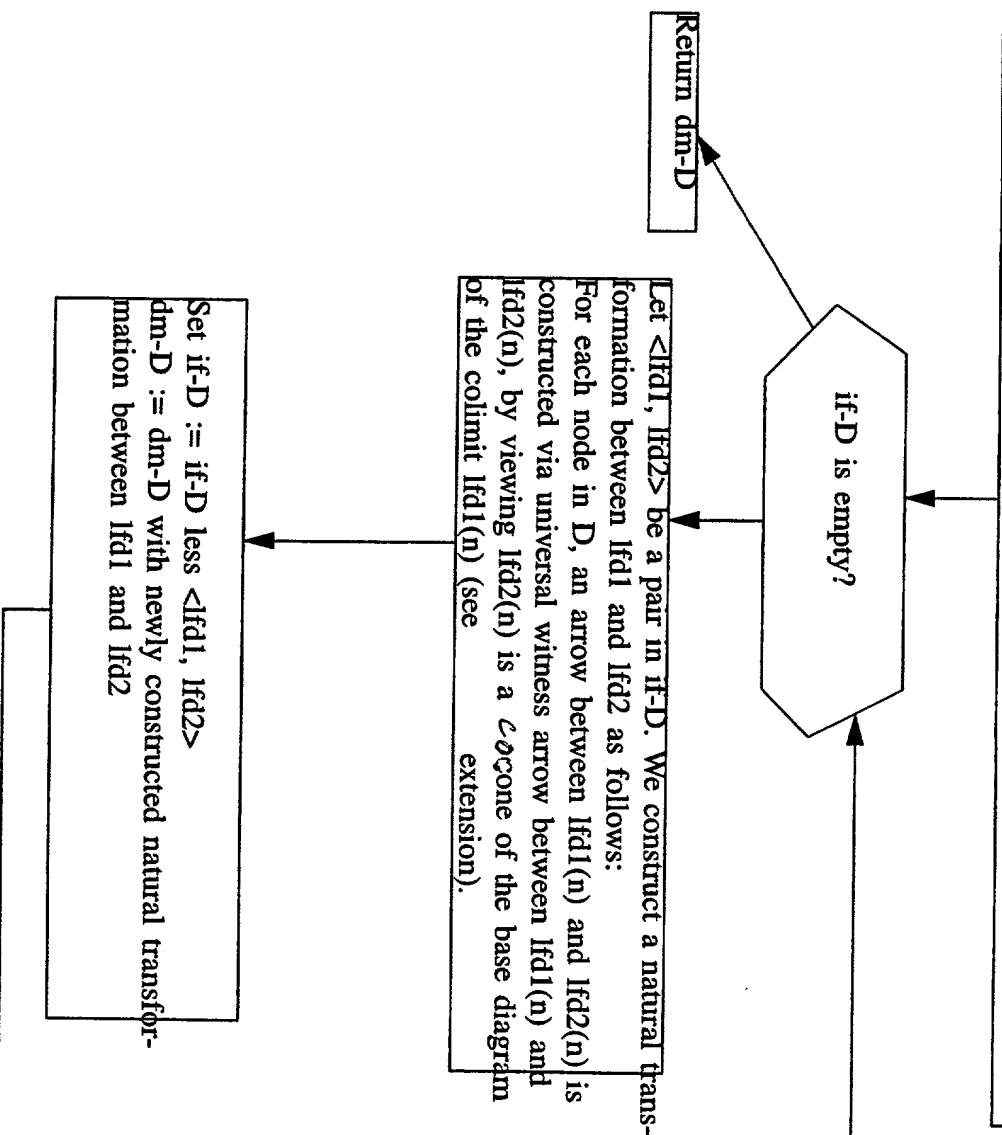 if-D is empty?
Return dm-D
Let <lfd1, lfd2> be a pair in if-D. We construct a natural trans-
formation between lfd1 and lfd2 as follows:
For each node in D, an arrow between lfd1(n) and lfd2(n) is
constructed via universal witness arrow between lfd1(n) and
lfd2(n), by viewing lfd2(n) is a cocone of the base diagram
of the colimit lfd1(n) (see extension).
Set if-D := if-D less <lfd1, lfd2>
dm-D := dm-D with newly constructed natural transfor-
mation between lfd1 and lfd2